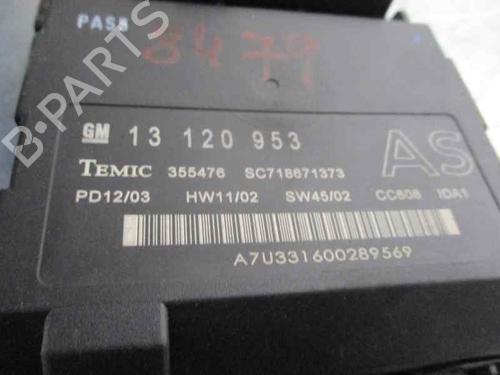 PASS
8479
GM 13 120 953
AS
TEMIC 355476 SC718671373
PD12/03 HW11/02 SW45/02 CC608 IDA1
A7U331600289569
B-PARTS